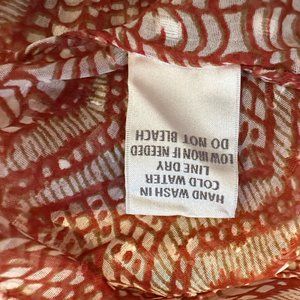 HAND WASH IN
COLD WATER
LINE DRY
LOW IRON IF NEEDED
DO NOT BLEACH